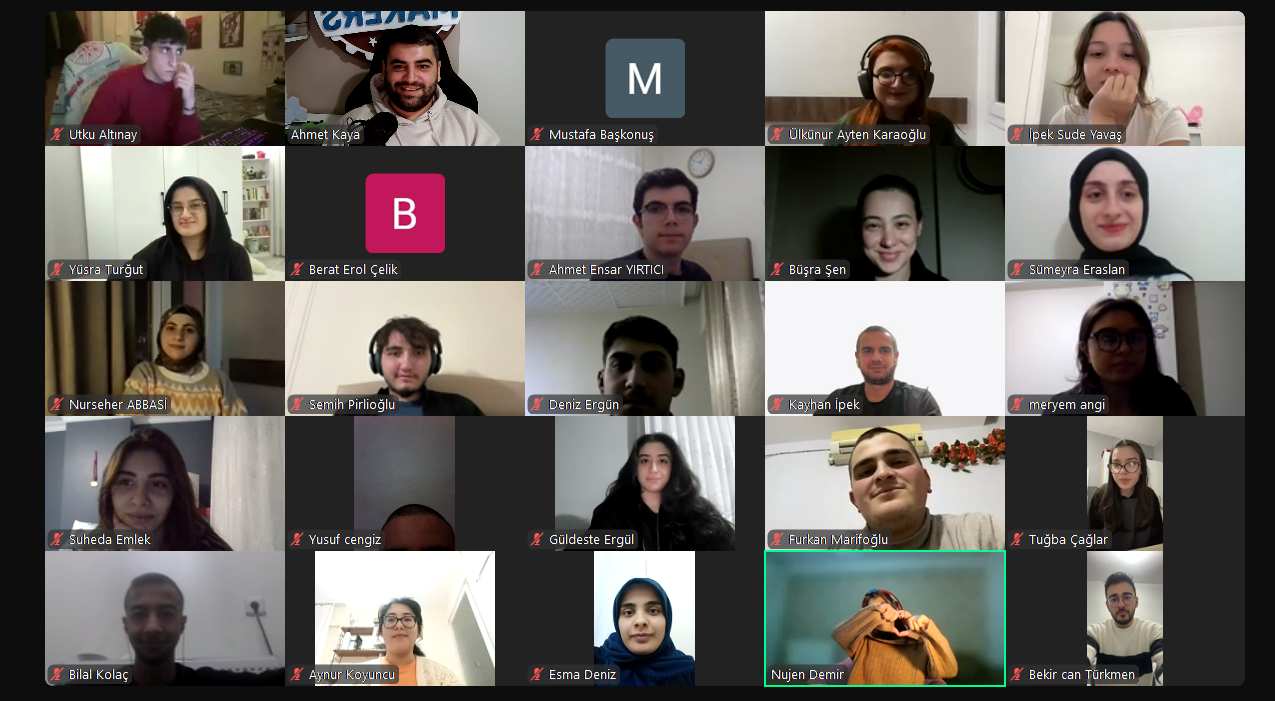 MAKERS
Utku Altınay
Ahmet Kaya
M
Mustafa Başkonuş
Ülkünur Ayten Karaoğlu
İpek Sude Yavaş
Yüsra Turğut
B
Berat Erol Çelik
Ahmet Ensar YIRTICI
Büşra Şen
Sümeyra Eraslan
Nurseher ABBASİ
Semih Pirlioğlu
Deniz Ergün
Kayhan İpek
meryem angi
Şuheda Emlek
Yusuf cengiz
Güldeste Ergül
Furkan Marifoğlu
Tuğba Çağlar
Bilal Kolaç
Aynur Koyuncu
Esma Deniz
Nujen Demir
Bekir can Türkmen